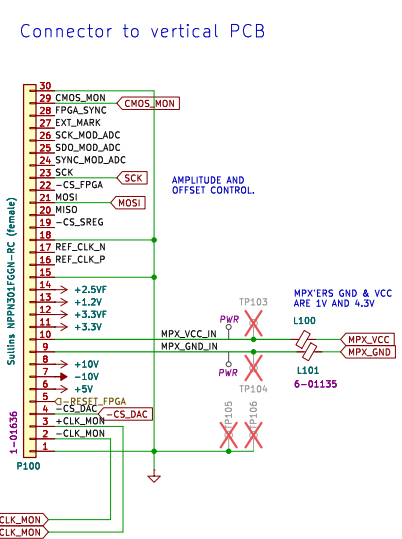 Connector to vertical PCB
30
29 CMOS_MON CMOS_MON
28 FPGA_SYNC
27 EXT_MARK
26 SCK_MOD_ADC
25 SDO_MOD_ADC
24 SYNC_MOD_ADC
23 SCK SCK
22 -CS_FPGA
21 MOSI MOSI
20 MISO
19 -CS_SREG
18
17 REF_CLK_N
16 REF_CLK_P
15
14 +2.5VF
13 +1.2V
12 +3.3VF
11 +3.3V
10 MPX_VCC_IN
9 MPX_GND_IN
8 +10V
7 -10V
6 +5V
5 -RESET_FPGA
4 -CS_DAC -CS_DAC
3 +CLK_MON
2 -CLK_MON
1
P100
Sullins NPPN301FGGN-RC (female)
1-01636
AMPLITUDE AND
OFFSET CONTROL.
MPX'ERS GND & VCC
ARE 1V AND 4.3V
TP103
PWR
L100
MPX_VCC
MPX_GND
PWR
L101
TP104
6-01135
TP105
TP106
CLK_MON
CLK_MON